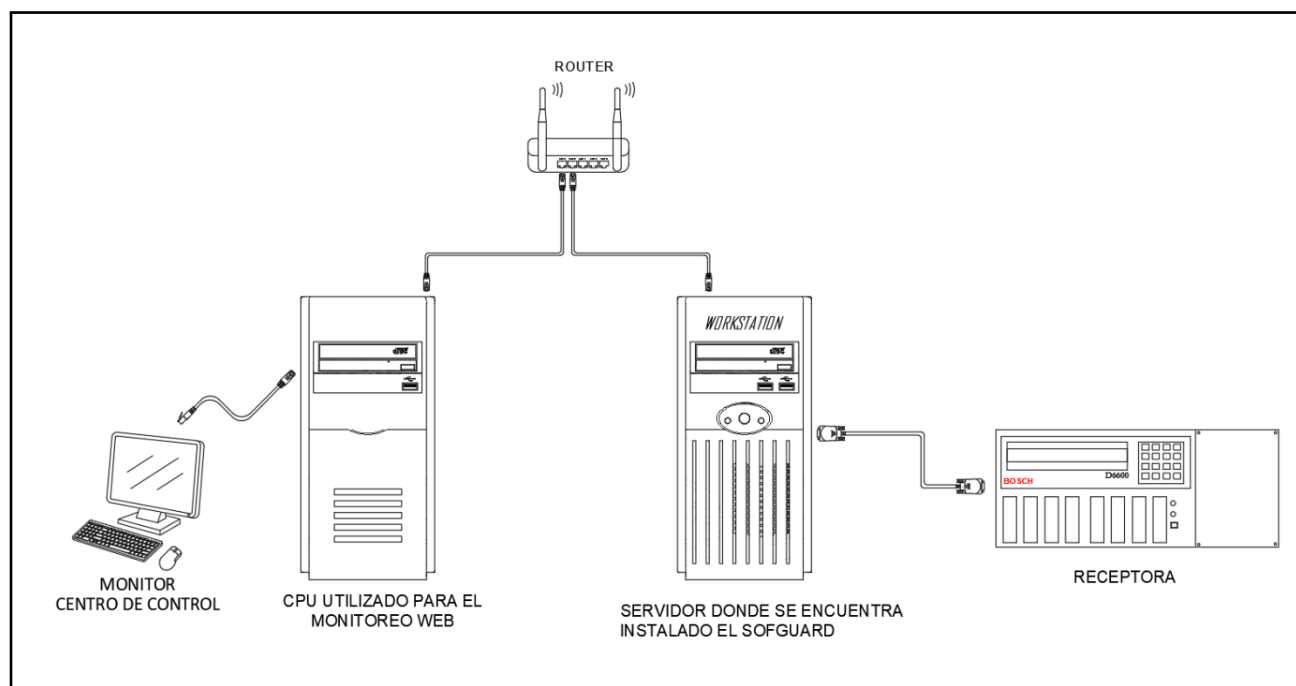 ROUTER
WORKSTATION
D6600
BOSCH
MONITOR
CENTRO DE CONTROL
CPU UTILIZADO PARA EL
MONITOREO WEB
SERVIDOR DONDE SE ENCUENTRA
INSTALADO EL SOFGUARD
RECEPTORA